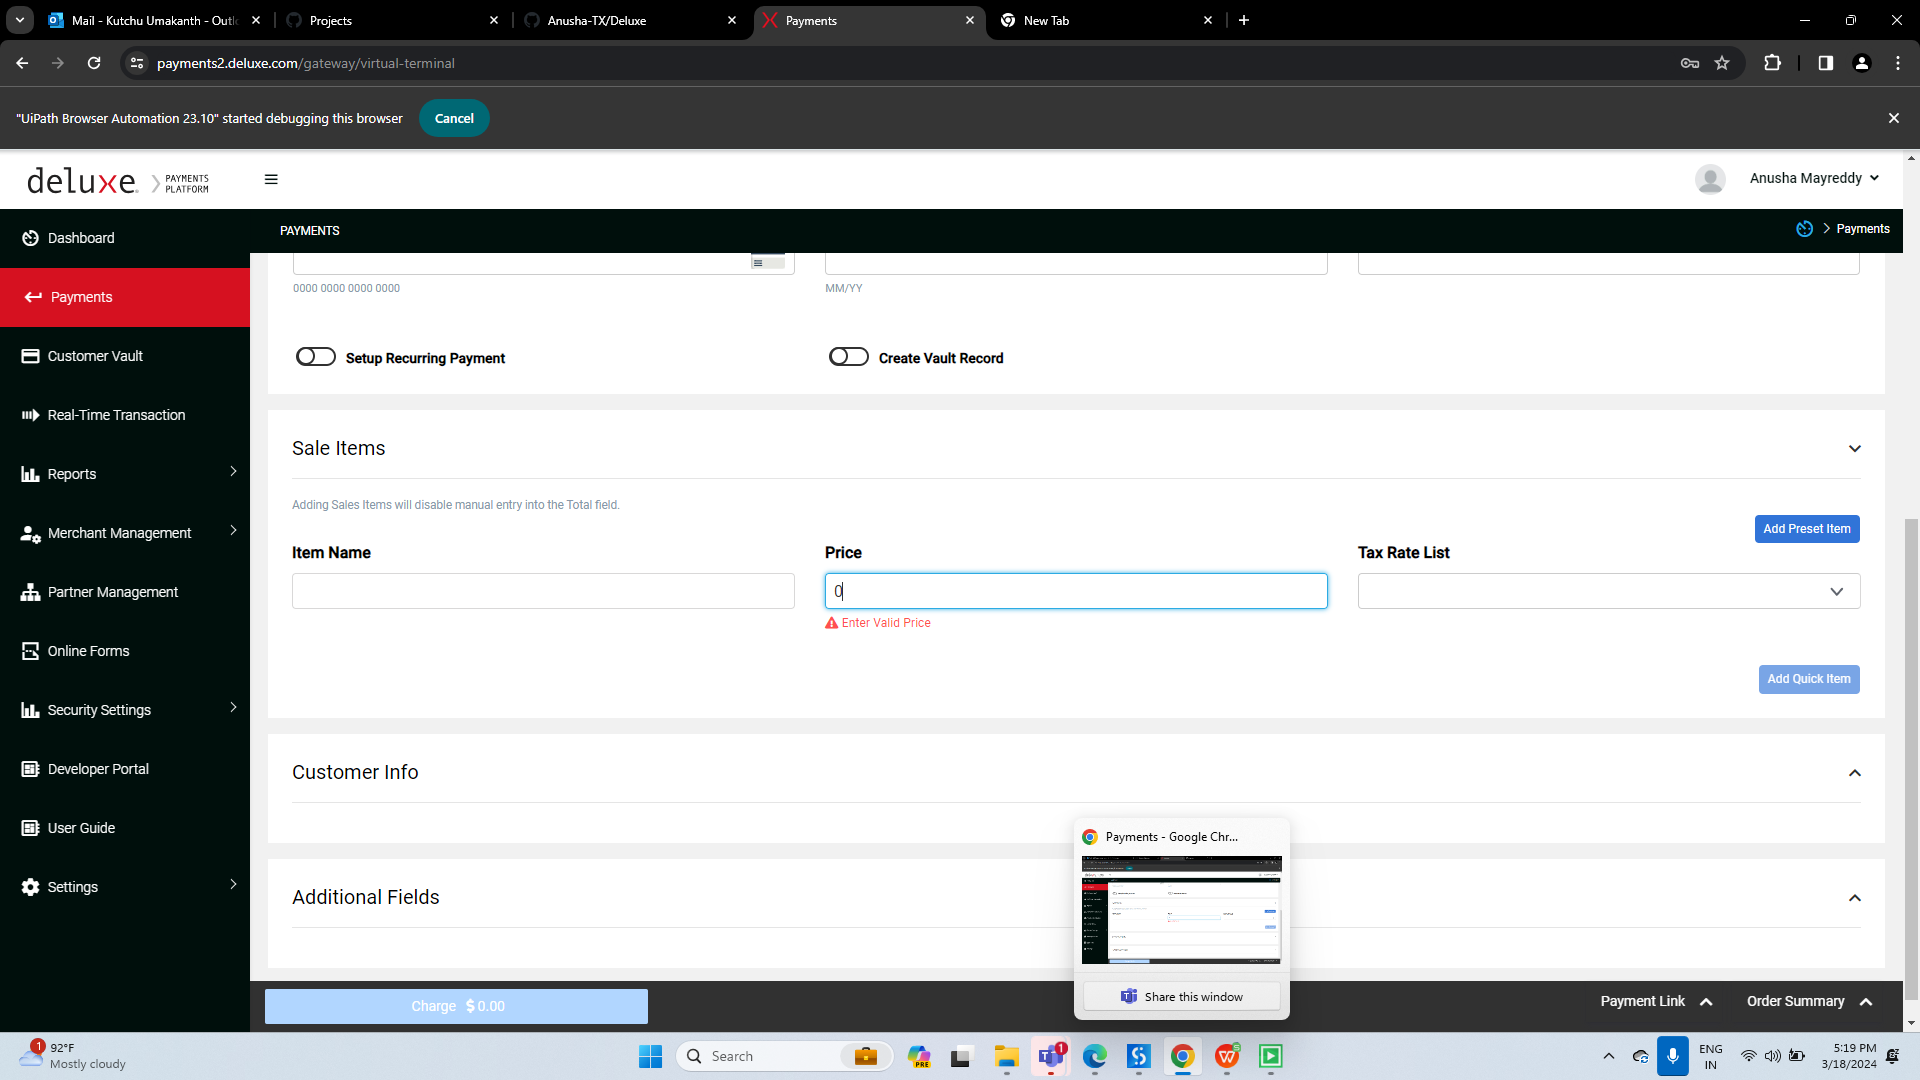 Mail - Kutchu Umakanth - Outl
Projects
Anusha-TX/Deluxe
Payments
New Tab
payments2.deluxe.com/gateway/virtual-terminal
"UiPath Browser Automation 23.10" started debugging this browser
Cancel
deluxe. PAYMENTS PLATFORM
Anusha Mayreddy
Dashboard
Payments
Customer Vault
Real-Time Transaction
Reports
Merchant Management
Partner Management
Online Forms
Security Settings
Developer Portal
User Guide
Settings
PAYMENTS
Payments
0000 0000 0000 0000
MM/YY
Setup Recurring Payment
Create Vault Record
Sale Items
Adding Sales Items will disable manual entry into the Total field.
Add Preset Item
Item Name
Price
Tax Rate List
0
Enter Valid Price
Add Quick Item
Customer Info
Additional Fields
Payments - Google Chr...
Share this window
Charge $ 0.00
Payment Link
Order Summary
1
92°F
Mostly cloudy
Search
PRE
1
ENG
IN
5:19 PM
3/18/2024